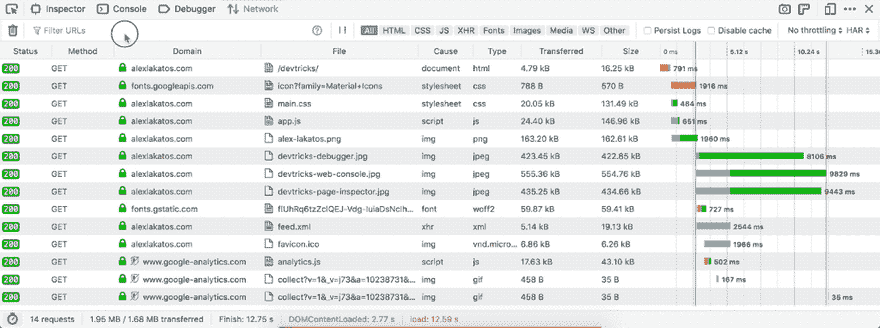 Inspector Console Debugger Network
Filter URLs All HTML CSS JS XHR Fonts Images Media WS Other Persist Logs Disable cache No throttling HAR
Status Method Domain File Cause Type Transferred Size 0 ms 5.12 s 10.24 s 15.36
200 GET alexlakatos.com /devtricks/ document html 4.79 kB 16.25 kB 791 ms
200 GET fonts.googleapis.com icon?family=Material+Icons stylesheet css 788 B 570 B 1916 ms
200 GET alexlakatos.com main.css stylesheet css 20.05 kB 131.49 kB 484 ms
200 GET alexlakatos.com app.js script js 24.40 kB 146.96 kB 651 ms
200 GET alexlakatos.com alex-lakatos.png img png 163.20 kB 162.61 kB 1960 ms
200 GET alexlakatos.com devtricks-debugger.jpg img jpeg 423.45 kB 422.85 kB 8106 ms
200 GET alexlakatos.com devtricks-web-console.jpg img jpeg 555.36 kB 554.76 kB 9829 ms
200 GET alexlakatos.com devtricks-page-inspector.jpg img jpeg 435.25 kB 434.66 kB 9443 ms
200 GET fonts.gstatic.com font woff2 59.87 kB 59.41 kB 727 ms
200 GET alexlakatos.com feed.xml xhr xml 5.14 kB 19.13 kB 2544 ms
200 GET alexlakatos.com favicon.ico img vnd.micro... 6.86 kB 6.26 kB 1966 ms
200 GET www.google-analytics.com analytics.js script js 17.63 kB 43.10 kB 502 ms
200 GET www.google-analytics.com collect?v=1&_v=j73&a=10238731&... img gif 458 B 35 B 167 ms
200 GET www.google-analytics.com collect?v=1&_v=j73&a=10238731&... img gif 458 B 35 B 35 ms
14 requests 1.95 MB / 1.68 MB transferred Finish: 12.75 s DOMContentLoaded: 2.77 s load: 12.59 s